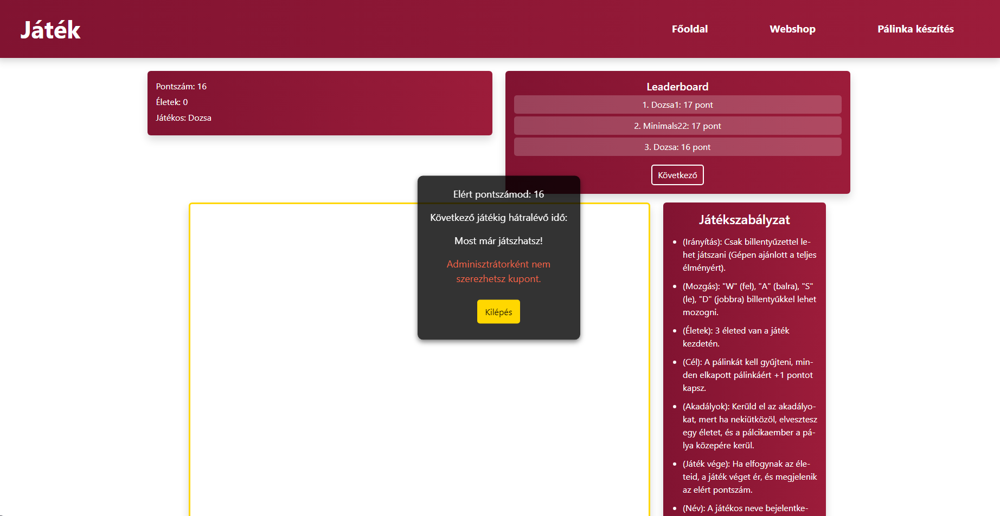 Játék
Főoldal
Webshop
Pálinka készítés
Pontszám: 16
Életek: 0
Játékos: Dozsa
Leaderboard
1. Dozsa1: 17 pont
2. Minimals22: 17 pont
3. Dozsa: 16 pont
Következő
Elért pontszámod: 16
Következő játékig hátralévő idő:
Most már játszhatsz!
Adminisztrátorként nem
szerezhetsz kupont.
Kilépés
Játékszabályzat
(Irányítás): Csak billentyűzettel le-
het játszani (Gépen ajánlott a teljes
élményért).
(Mozgás): "W" (fel), "A" (balra), "S"
(le), "D" (jobbra) billentyűkkel lehet
mozogni.
(Életek): 3 életed van a játék
kezdetén.
(Cél): A pálinkát kell gyűjteni, min-
den elkapott pálinkáért +1 pontot
kapsz.
(Akadályok): Kerüld el az akadályo-
kat, mert ha nekiütközöl, elvesztesz
egy életet, és a pálcikaember a pá-
lya közepére kerül.
(Játék vége): Ha elfogynak az éle-
teid, a játék véget ér, és megjelenik
az elért pontszám.
(Név): A játékos neve bejelentke-